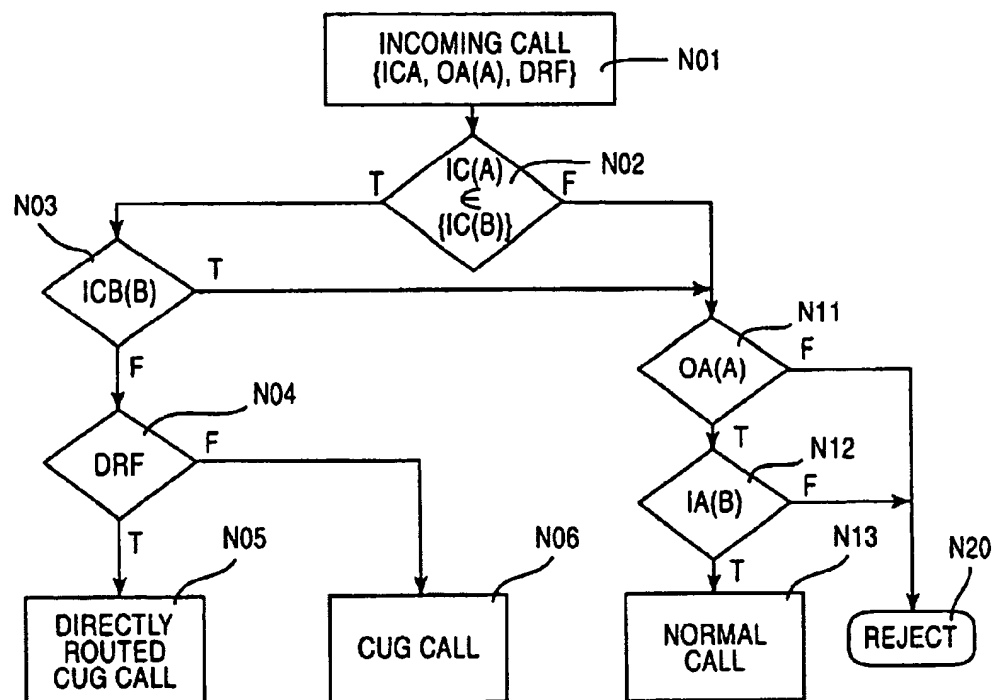 INCOMING CALL
{ICA, OA(A), DRF}
N01
IC(A)
∈
{IC(B)}
N02
T
F
N03
ICB(B)
T
F
N11
OA(A)
F
T
N04
DRF
F
T
N12
IA(B)
F
T
N05
DIRECTLY
ROUTED
CUG CALL
N06
CUG CALL
N13
NORMAL
CALL
N20
REJECT